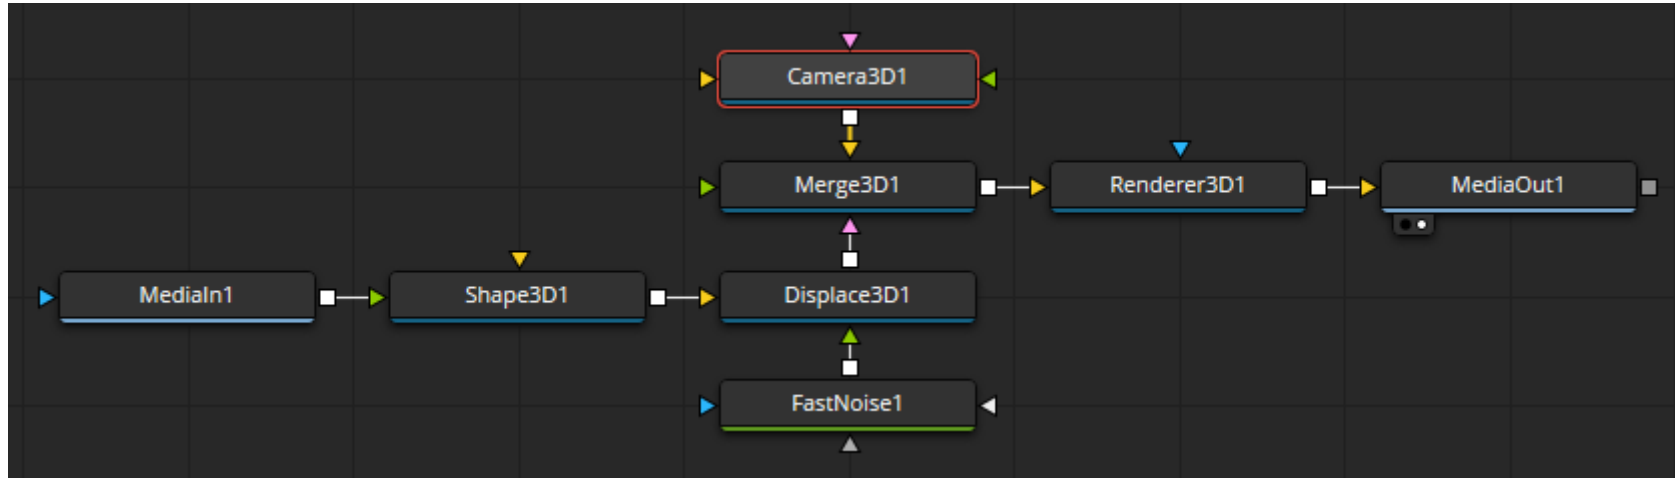 Camera3D1
Merge3D1
Renderer3D1
MediaOut1
MediaIn1
Shape3D1
Displace3D1
FastNoise1